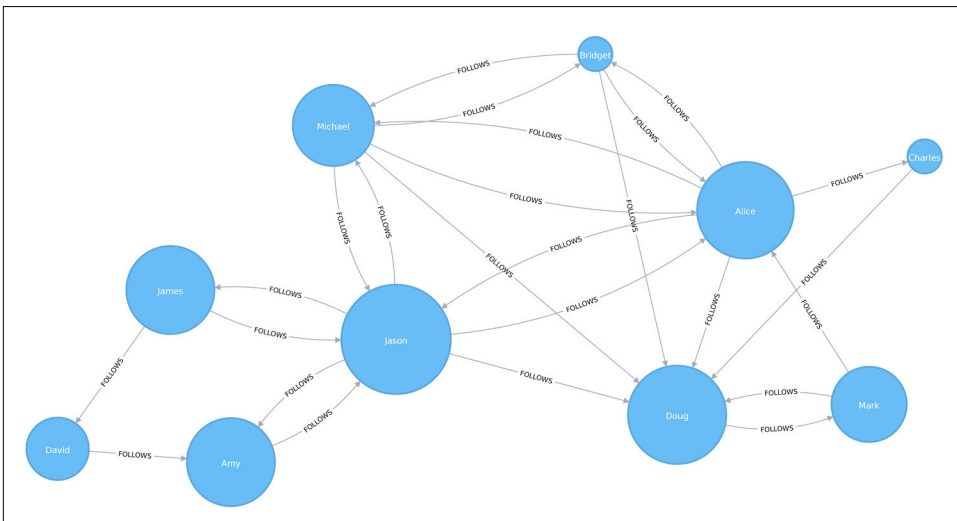 Bridget
FOLLOWS
FOLLOWS
Michael
FOLLOWS
FOLLOWS
FOLLOWS
Charles
FOLLOWS
FOLLOWS
Alice
FOLLOWS
FOLLOWS
FOLLOWS
FOLLOWS
FOLLOWS
FOLLOWS
James
FOLLOWS
FOLLOWS
FOLLOWS
FOLLOWS
FOLLOWS
FOLLOWS
Jason
FOLLOWS
FOLLOWS
FOLLOWS
FOLLOWS
Mark
Doug
FOLLOWS
FOLLOWS
David
FOLLOWS
Amy